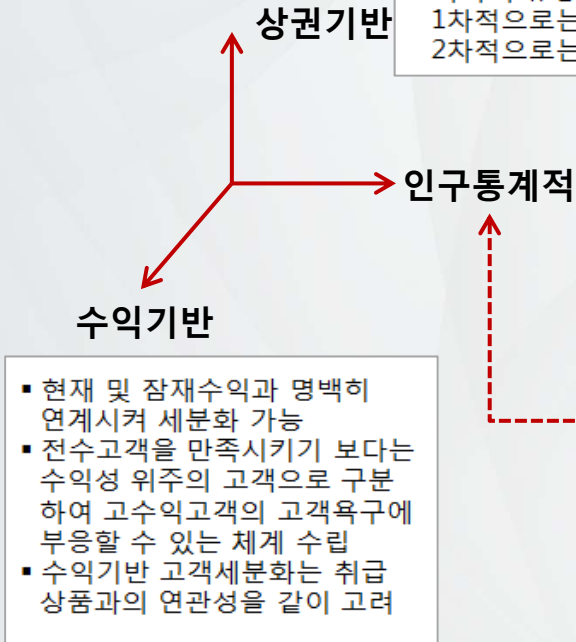 상권기반
1차적으로는
2차적으로는
인구통계적
수익기반
▪ 현재 및 잠재수익과 명백히
연계시켜 세분화 가능
▪ 전수고객을 만족시키기 보다는
수익성 위주의 고객으로 구분
하여 고수익고객의 고객욕구에
부응할 수 있는 체계 수립
▪ 수익기반 고객세분화는 취급
상품과의 연관성을 같이 고려